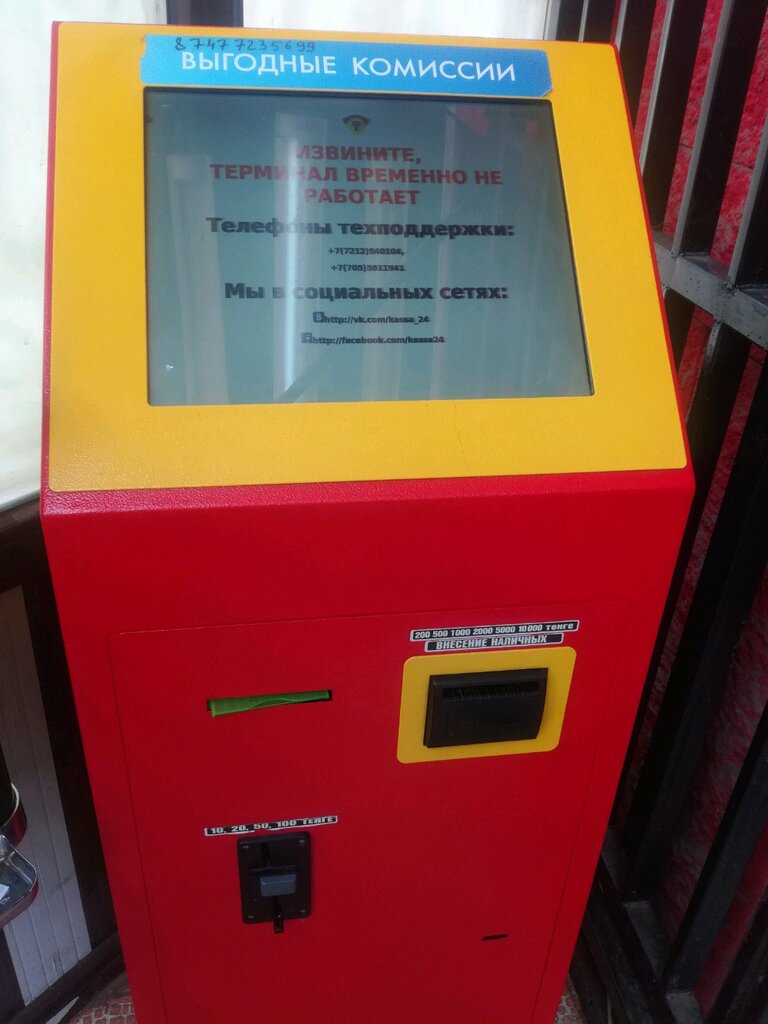 8 747 7235699
ВЫГОДНЫЕ КОМИССИИ
ИЗВИНИТЕ,
ТЕРМИНАЛ ВРЕМЕННО НЕ
РАБОТАЕТ
Телефоны техподдержки:
+7(7212)940104,
+7(705)5611941
Мы в социальных сетях:
http://vk.com/kassa_24
http://facebook.com/kassa24
200 500 1000 2000 5000 10000 тенге
ВНЕСЕНИЕ НАЛИЧНЫХ
10, 20, 50, 100 ТЕНГЕ